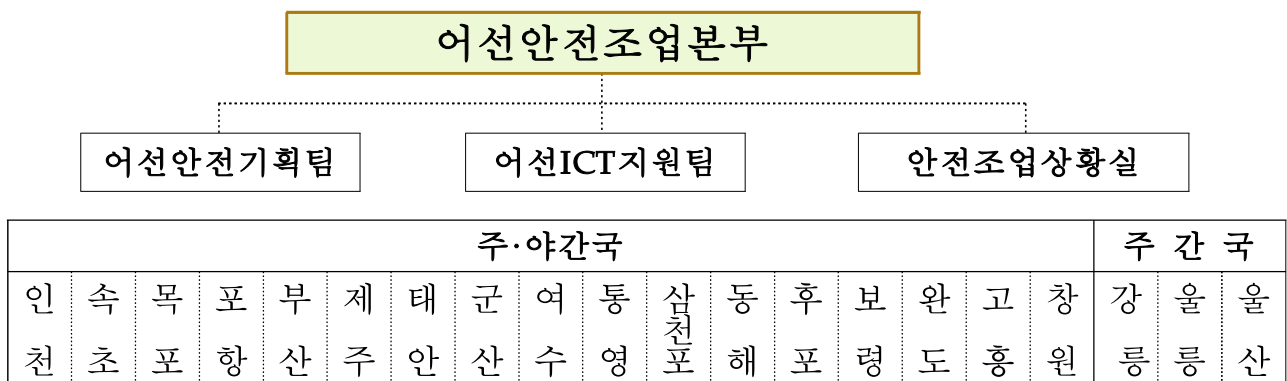 어선안전조업본부
어선안전기획팀 어선ICT지원팀 안전조업상황실
주·야간국 주 간 국
인천 속초 목포 포항 부산 제주 태안 군산 여수 통영 삼천포 동해 후포 보령 완도 고흥 창원 강릉 울릉 울산